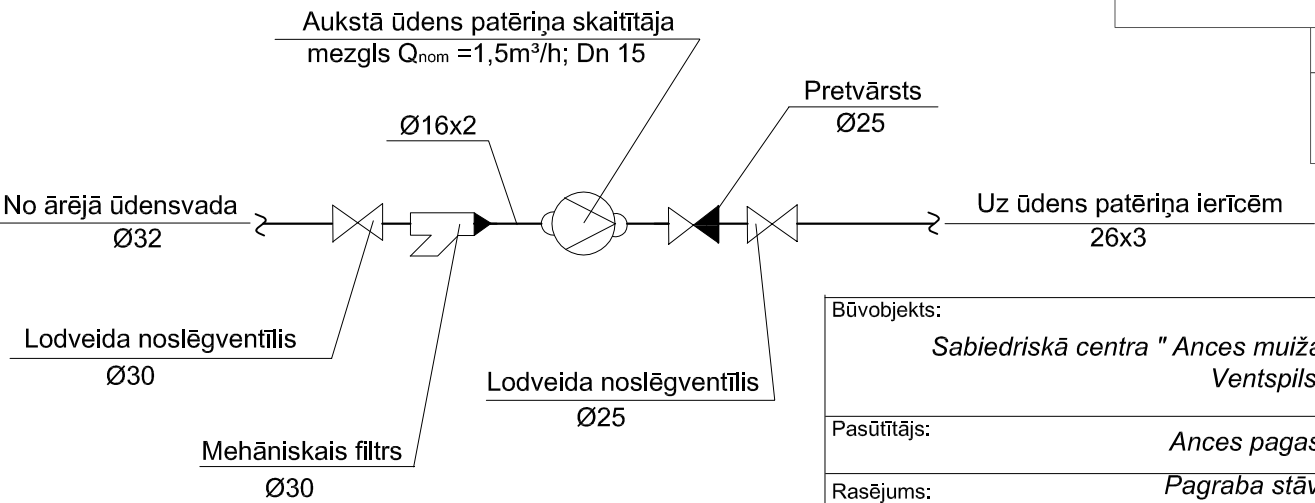 Aukstā ūdens patēriņa skaitītāja
mezgls Qnom =1,5m³/h; Dn 15
Pretvārsts
Ø25
Ø16x2
No ārējā ūdensvada
Ø32
Uz ūdens patēriņa ierīcēm
26x3
Lodveida noslēgventīlis
Ø30
Lodveida noslēgventīlis
Ø25
Mehāniskais filtrs
Ø30
Būvobjekts:
Sabiedriskā centra " Ances muiža
Ventspils
Pasūtītājs:
Ances pagas
Rasējums:
Pagraba stāv